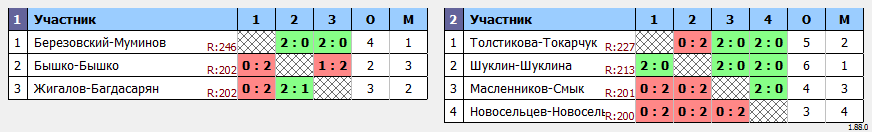 1 Участник 1 2 3 О М
1 Березовский-Муминов R:246 2 : 0 2 : 0 4 1
2 Бышко-Бышко R:202 0 : 2 1 : 2 2 3
3 Жигалов-Багдасарян R:202 0 : 2 2 : 1 3 2
2 Участник 1 2 3 4 О М
1 Толстикова-Токарчук R:227 0 : 2 2 : 0 2 : 0 5 2
2 Шуклин-Шуклина R:213 2 : 0 2 : 0 2 : 0 6 1
3 Масленников-Смык R:201 0 : 2 0 : 2 2 : 0 4 3
4 Новосельцев-Новосель R:200 0 : 2 0 : 2 0 : 2 3 4
1.88.0